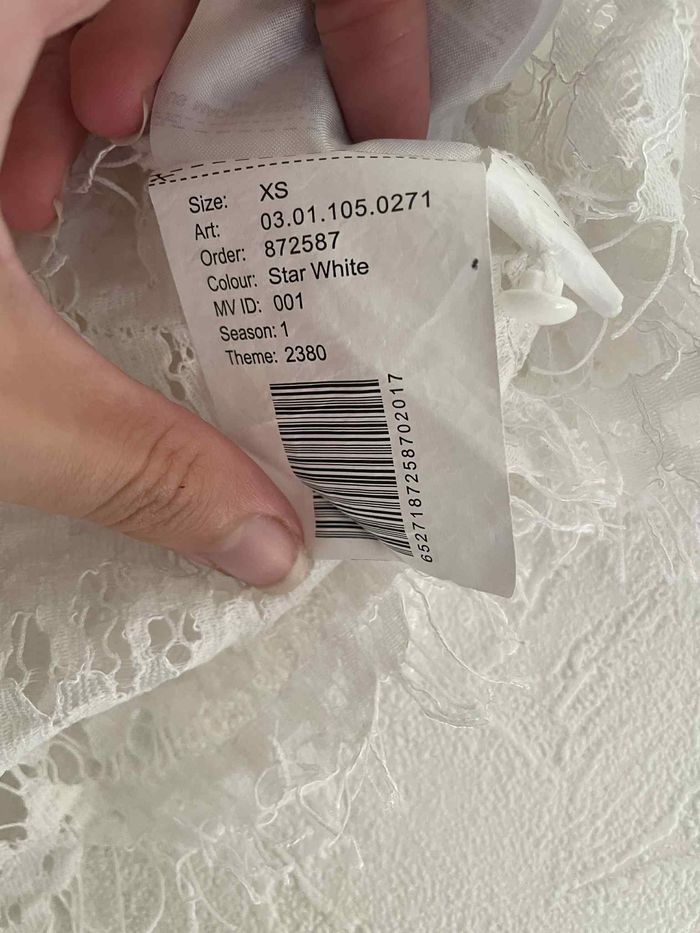 Size: XS
Art: 03.01.105.0271
Order: 872587
Colour: Star White
MV ID: 001
Season: 1
Theme: 2380
6527187258702017